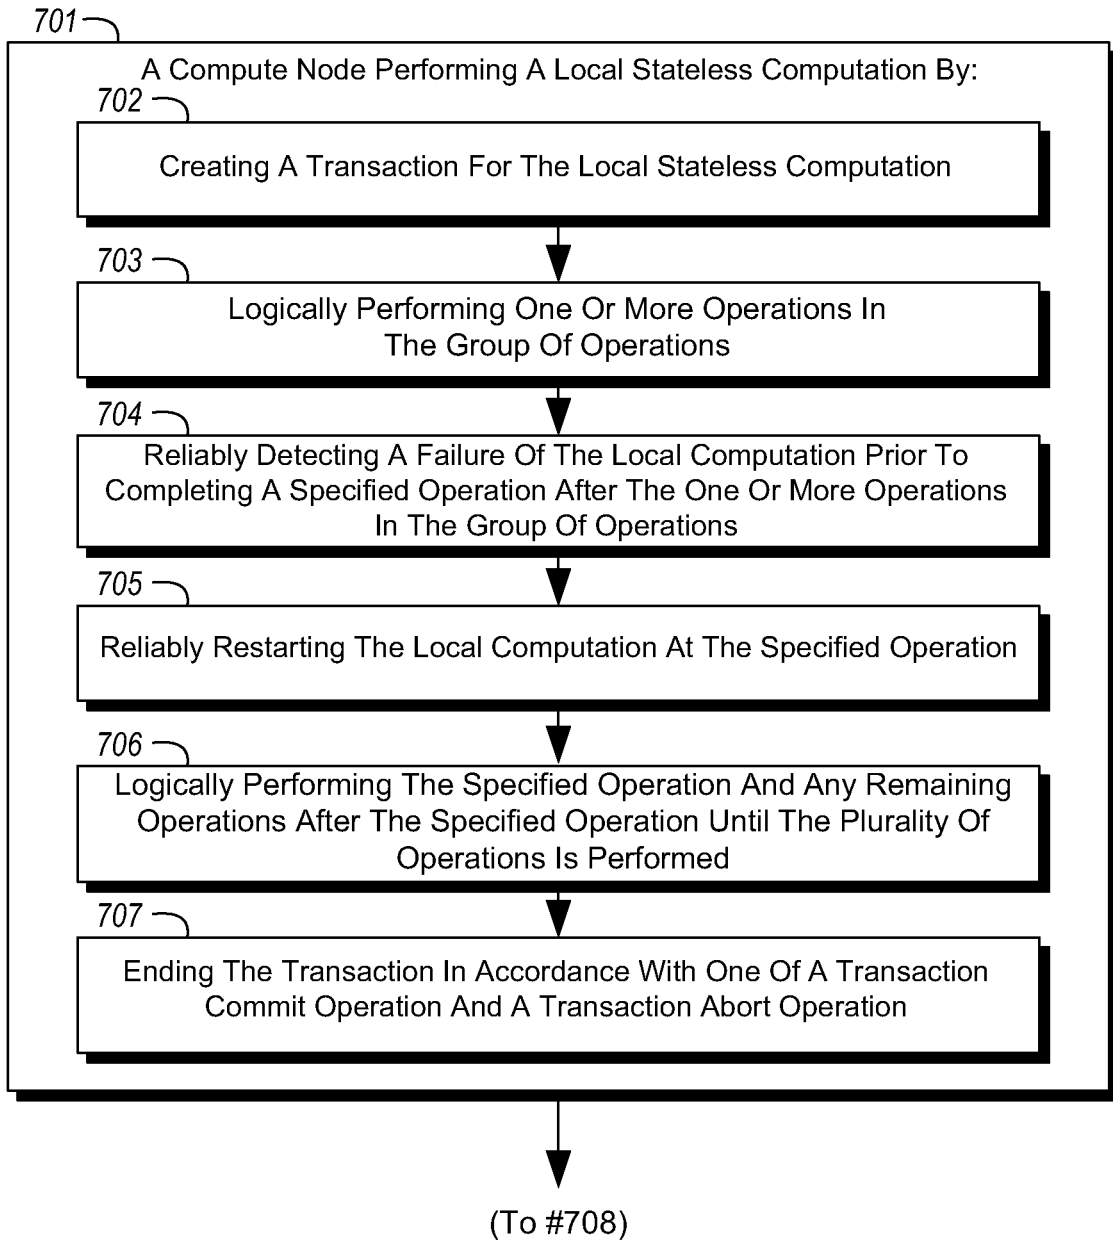 701
A Compute Node Performing A Local Stateless Computation By:
702
Creating A Transaction For The Local Stateless Computation
703
Logically Performing One Or More Operations In
The Group Of Operations
704
Reliably Detecting A Failure Of The Local Computation Prior To
Completing A Specified Operation After The One Or More Operations
In The Group Of Operations
705
Reliably Restarting The Local Computation At The Specified Operation
706
Logically Performing The Specified Operation And Any Remaining
Operations After The Specified Operation Until The Plurality Of
Operations Is Performed
707
Ending The Transaction In Accordance With One Of A Transaction
Commit Operation And A Transaction Abort Operation
(To #708)